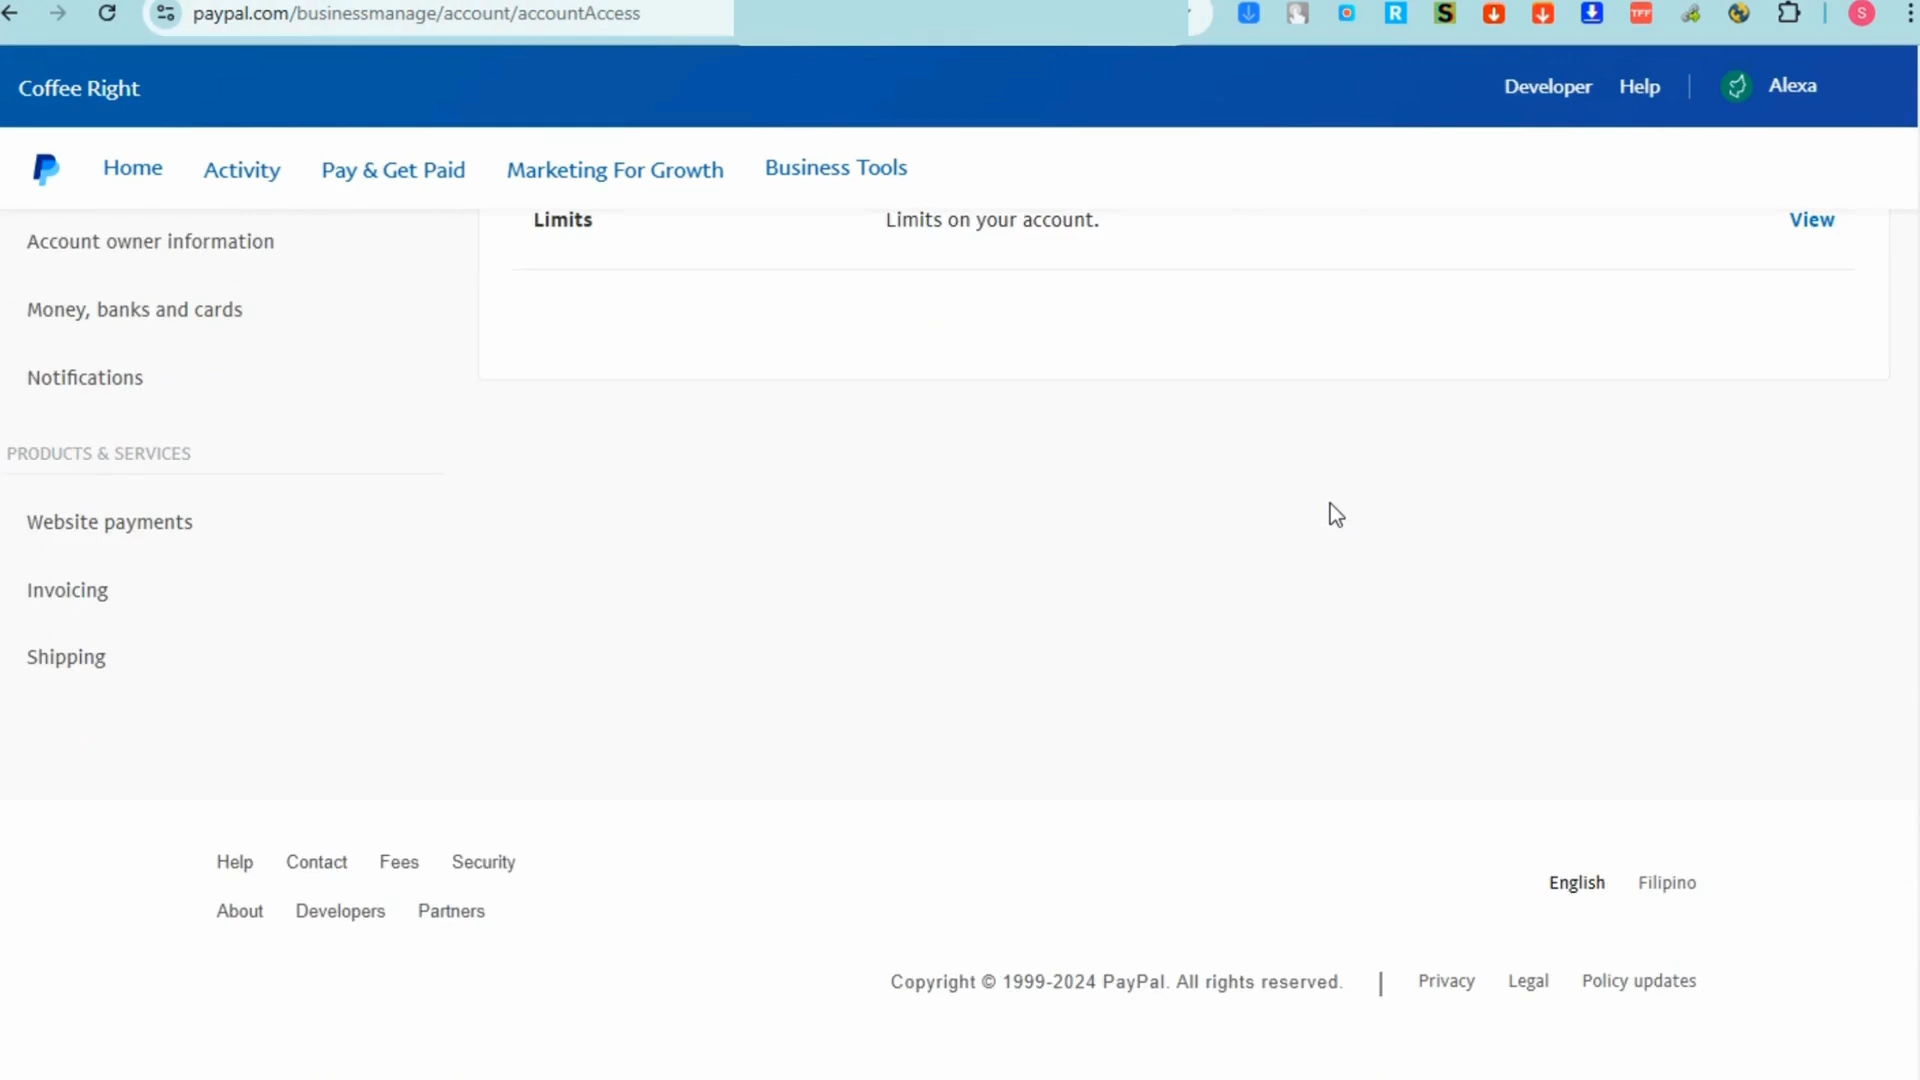 paypal.com/businessmanage/account/accountAccess
R
S
TFF
S
Coffee Right
Developer Help Alexa
Home Activity Pay & Get Paid Marketing For Growth Business Tools
Limits Limits on your account. View
Account owner information
Money, banks and cards
Notifications
PRODUCTS & SERVICES
Website payments
Invoicing
Shipping
Help Contact Fees Security
English Filipino
About Developers Partners
Copyright © 1999-2024 PayPal. All rights reserved. | Privacy Legal Policy updates